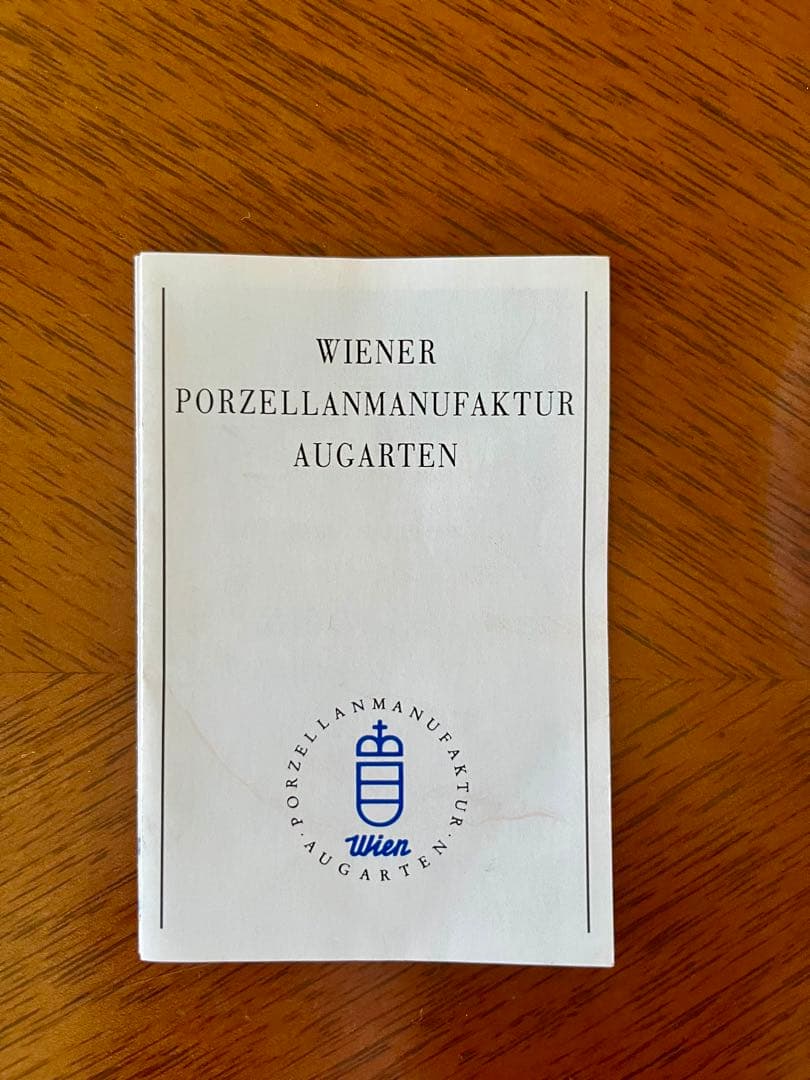 WIENER
PORZELLANMANUFAKTUR
AUGARTEN
PORZELLANMANUFAKTUR
· AUGARTEN ·
Wien